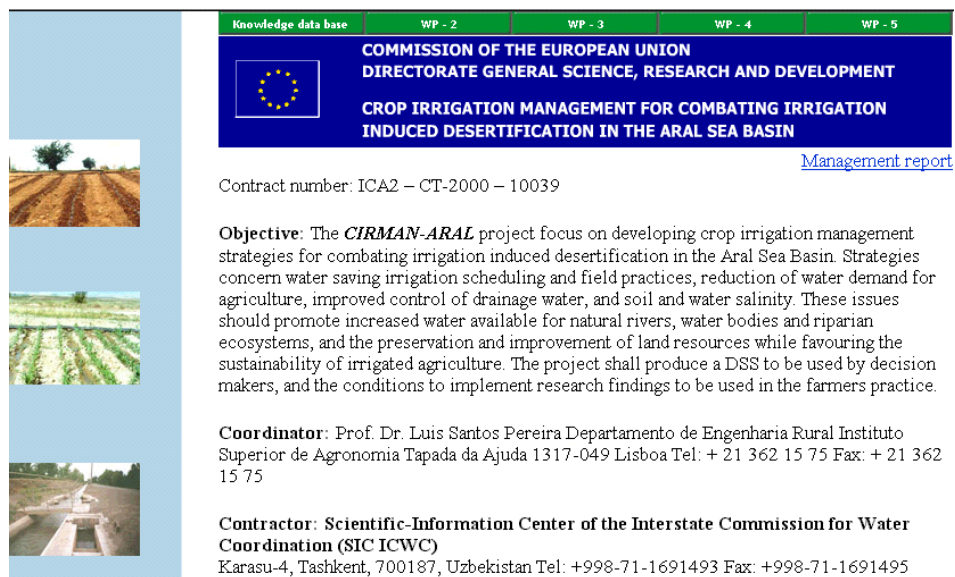 Knowledge data base WP - 2 WP - 3 WP - 4 WP - 5
COMMISSION OF THE EUROPEAN UNION
DIRECTORATE GENERAL SCIENCE, RESEARCH AND DEVELOPMENT
CROP IRRIGATION MANAGEMENT FOR COMBATING IRRIGATION
INDUCED DESERTIFICATION IN THE ARAL SEA BASIN
Management report
Contract number: ICA2 – CT-2000 – 10039
Objective: The CIRMAN-ARAL project focus on developing crop irrigation management
strategies for combating irrigation induced desertification in the Aral Sea Basin. Strategies
concern water saving irrigation scheduling and field practices, reduction of water demand for
agriculture, improved control of drainage water, and soil and water salinity. These issues
should promote increased water available for natural rivers, water bodies and riparian
ecosystems, and the preservation and improvement of land resources while favouring the
sustainability of irrigated agriculture. The project shall produce a DSS to be used by decision
makers, and the conditions to implement research findings to be used in the farmers practice.
Coordinator: Prof. Dr. Luis Santos Pereira Departamento de Engenharia Rural Instituto
Superior de Agronomia Tapada da Ajuda 1317-049 Lisboa Tel: + 21 362 15 75 Fax: + 21 362
15 75
Contractor: Scientific-Information Center of the Interstate Commission for Water
Coordination (SIC ICWC)
Karasu-4, Tashkent, 700187, Uzbekistan Tel: +998-71-1691493 Fax: +998-71-1691495